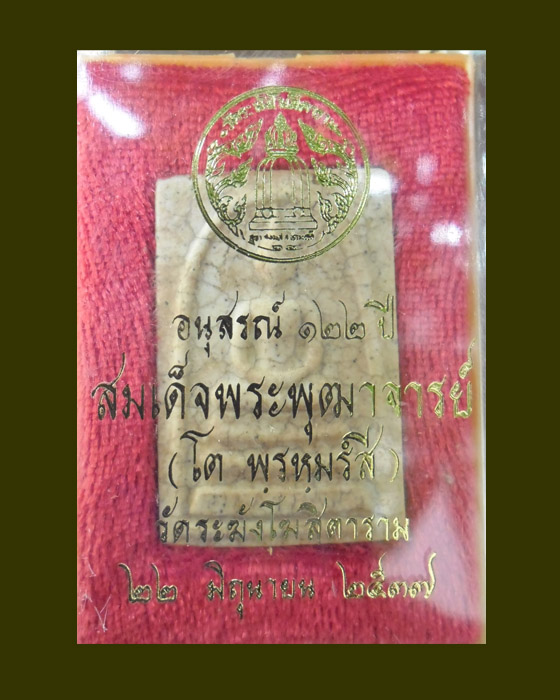 อนุสรณ์ ๑๒๒ ปี
สมเด็จพระพุฒาจารย์
(โต พฺรหฺมรํสี)
วัดระฆังโฆสิตาราม
๒๒ มิถุนายน ๒๕๓๗